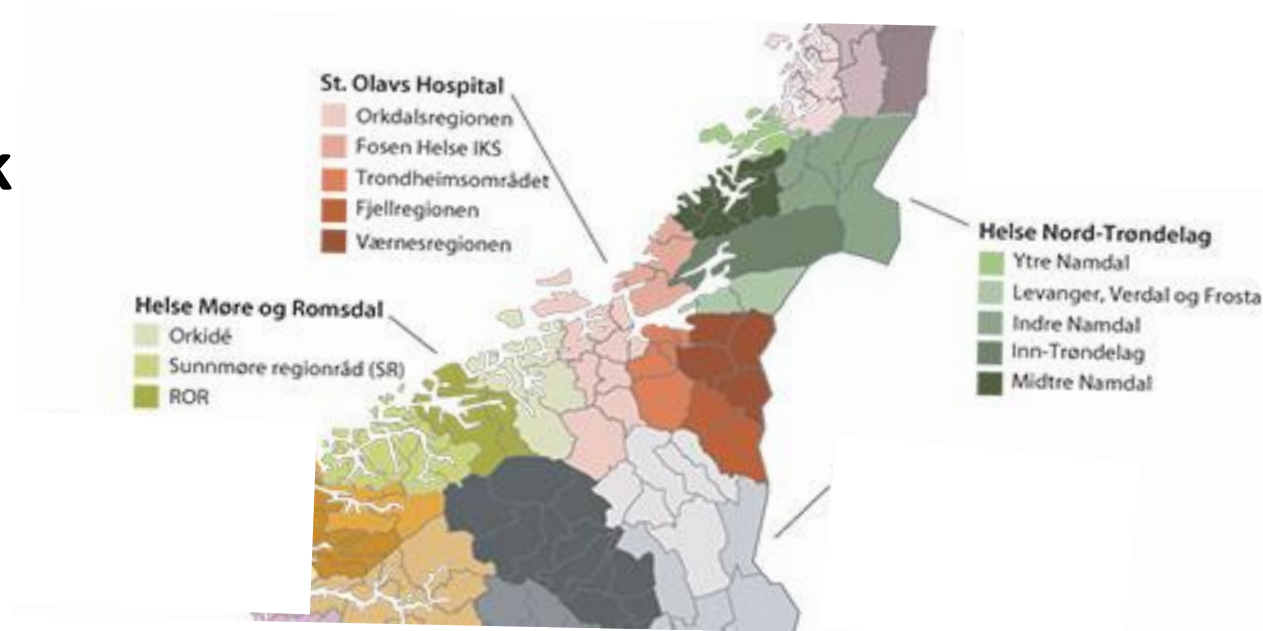 k
St. Olavs Hospital
Orkdalsregionen
Fosen Helse IKS
Trondheimsområdet
Fjellregionen
Værnesregionen
Helse Møre og Romsdal
Orkidé
Sunnmøre regionråd (SR)
ROR
Helse Nord-Trøndelag
Ytre Namdal
Levanger, Verdal og Frosta
Indre Namdal
Inn-Trøndelag
Midtre Namdal